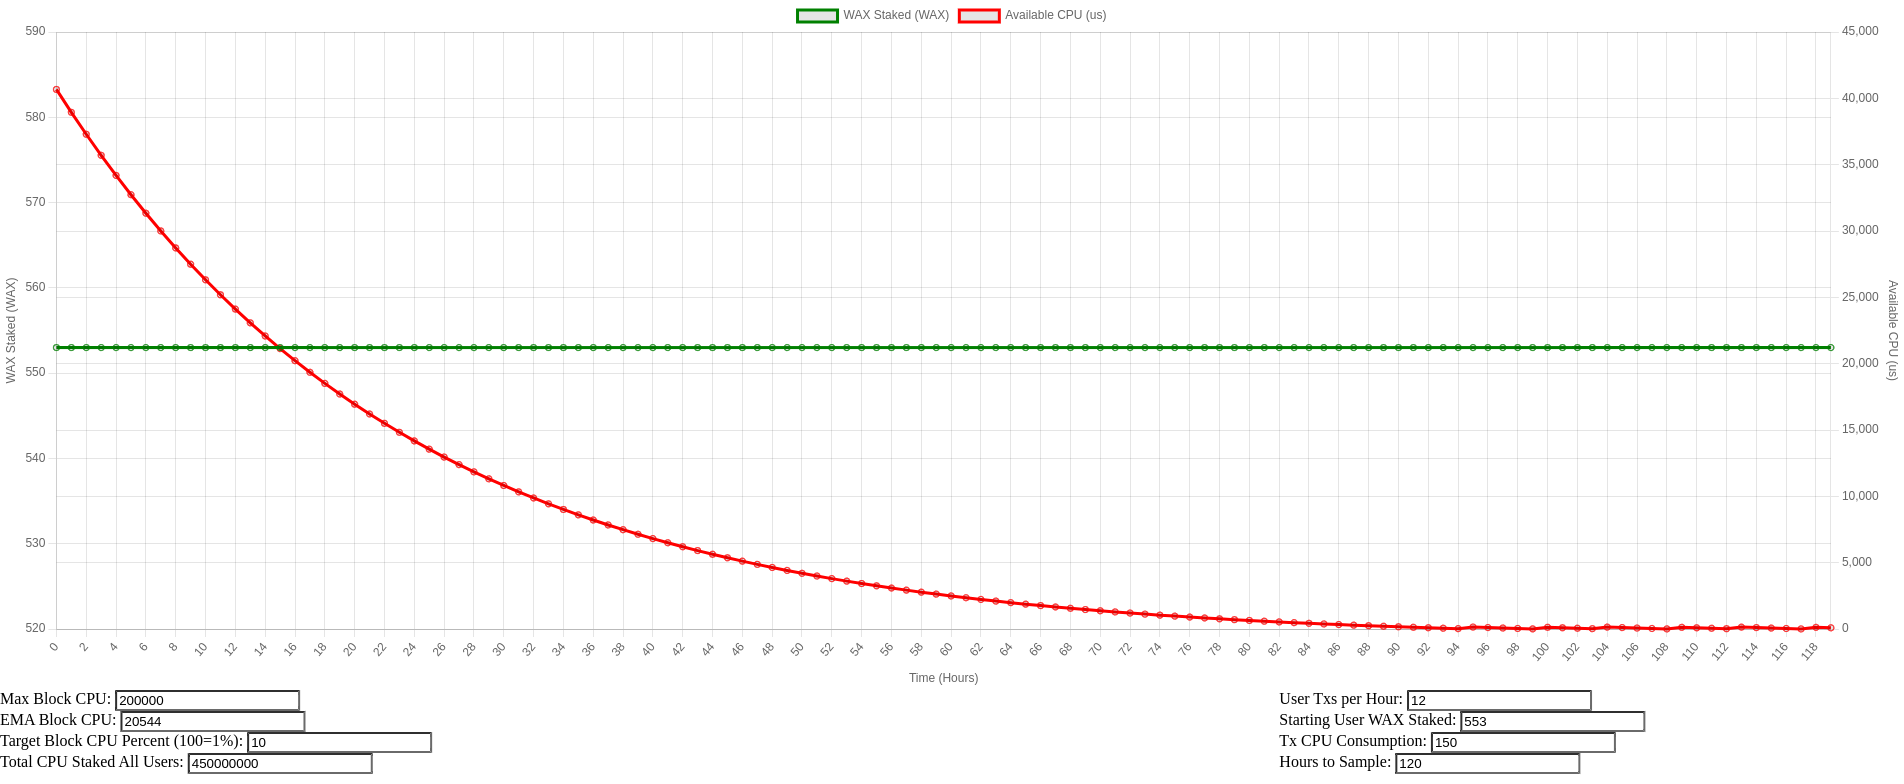 WAX Staked (WAX) Available CPU (us)
590 45,000
40,000
580
35,000
570
30,000
560
25,000
WAX Staked (WAX)
Available CPU (us)
550
20,000
15,000
540
10,000
530
5,000
520 0
0 2 4 6 8 10 12 14 16 18 20 22 24 26 28 30 32 34 36 38 40 42 44 46 48 50 52 54 56 58 60 62 64 66 68 70 72 74 76 78 80 82 84 86 88 90 92 94 96 98 100 102 104 106 108 110 112 114 116 118
Time (Hours)
Max Block CPU: 200000
EMA Block CPU: 20544
Target Block CPU Percent (100=1%): 10
Total CPU Staked All Users: 450000000
User Txs per Hour: 12
Starting User WAX Staked: 553
Tx CPU Consumption: 150
Hours to Sample: 120